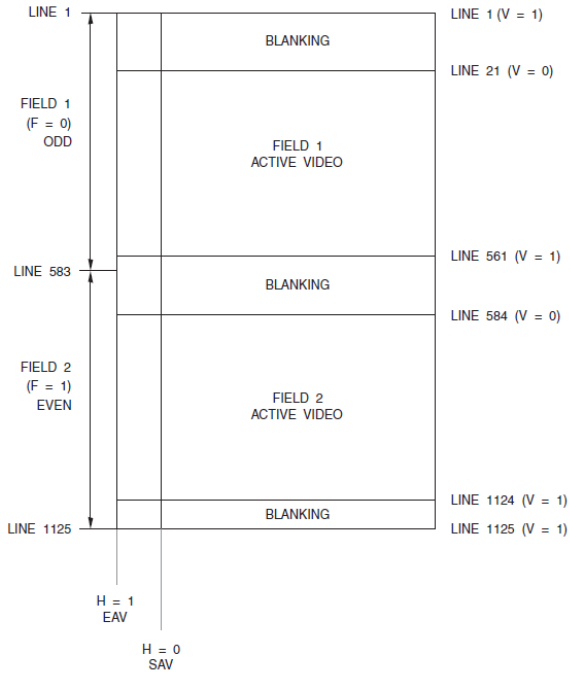 LINE 1
LINE 1 (V = 1)
BLANKING
LINE 21 (V = 0)
FIELD 1
(F = 0)
ODD
FIELD 1
ACTIVE VIDEO
LINE 561 (V = 1)
LINE 583
BLANKING
LINE 584 (V = 0)
FIELD 2
(F = 1)
EVEN
FIELD 2
ACTIVE VIDEO
LINE 1124 (V = 1)
BLANKING
LINE 1125
LINE 1125 (V = 1)
H = 1
EAV
H = 0
SAV